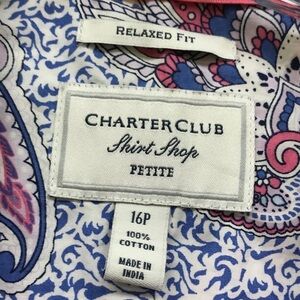 RELAXED FIT
CHARTER CLUB
Shirt Shop
PETITE
16P
100%
COTTON
MADE IN
INDIA